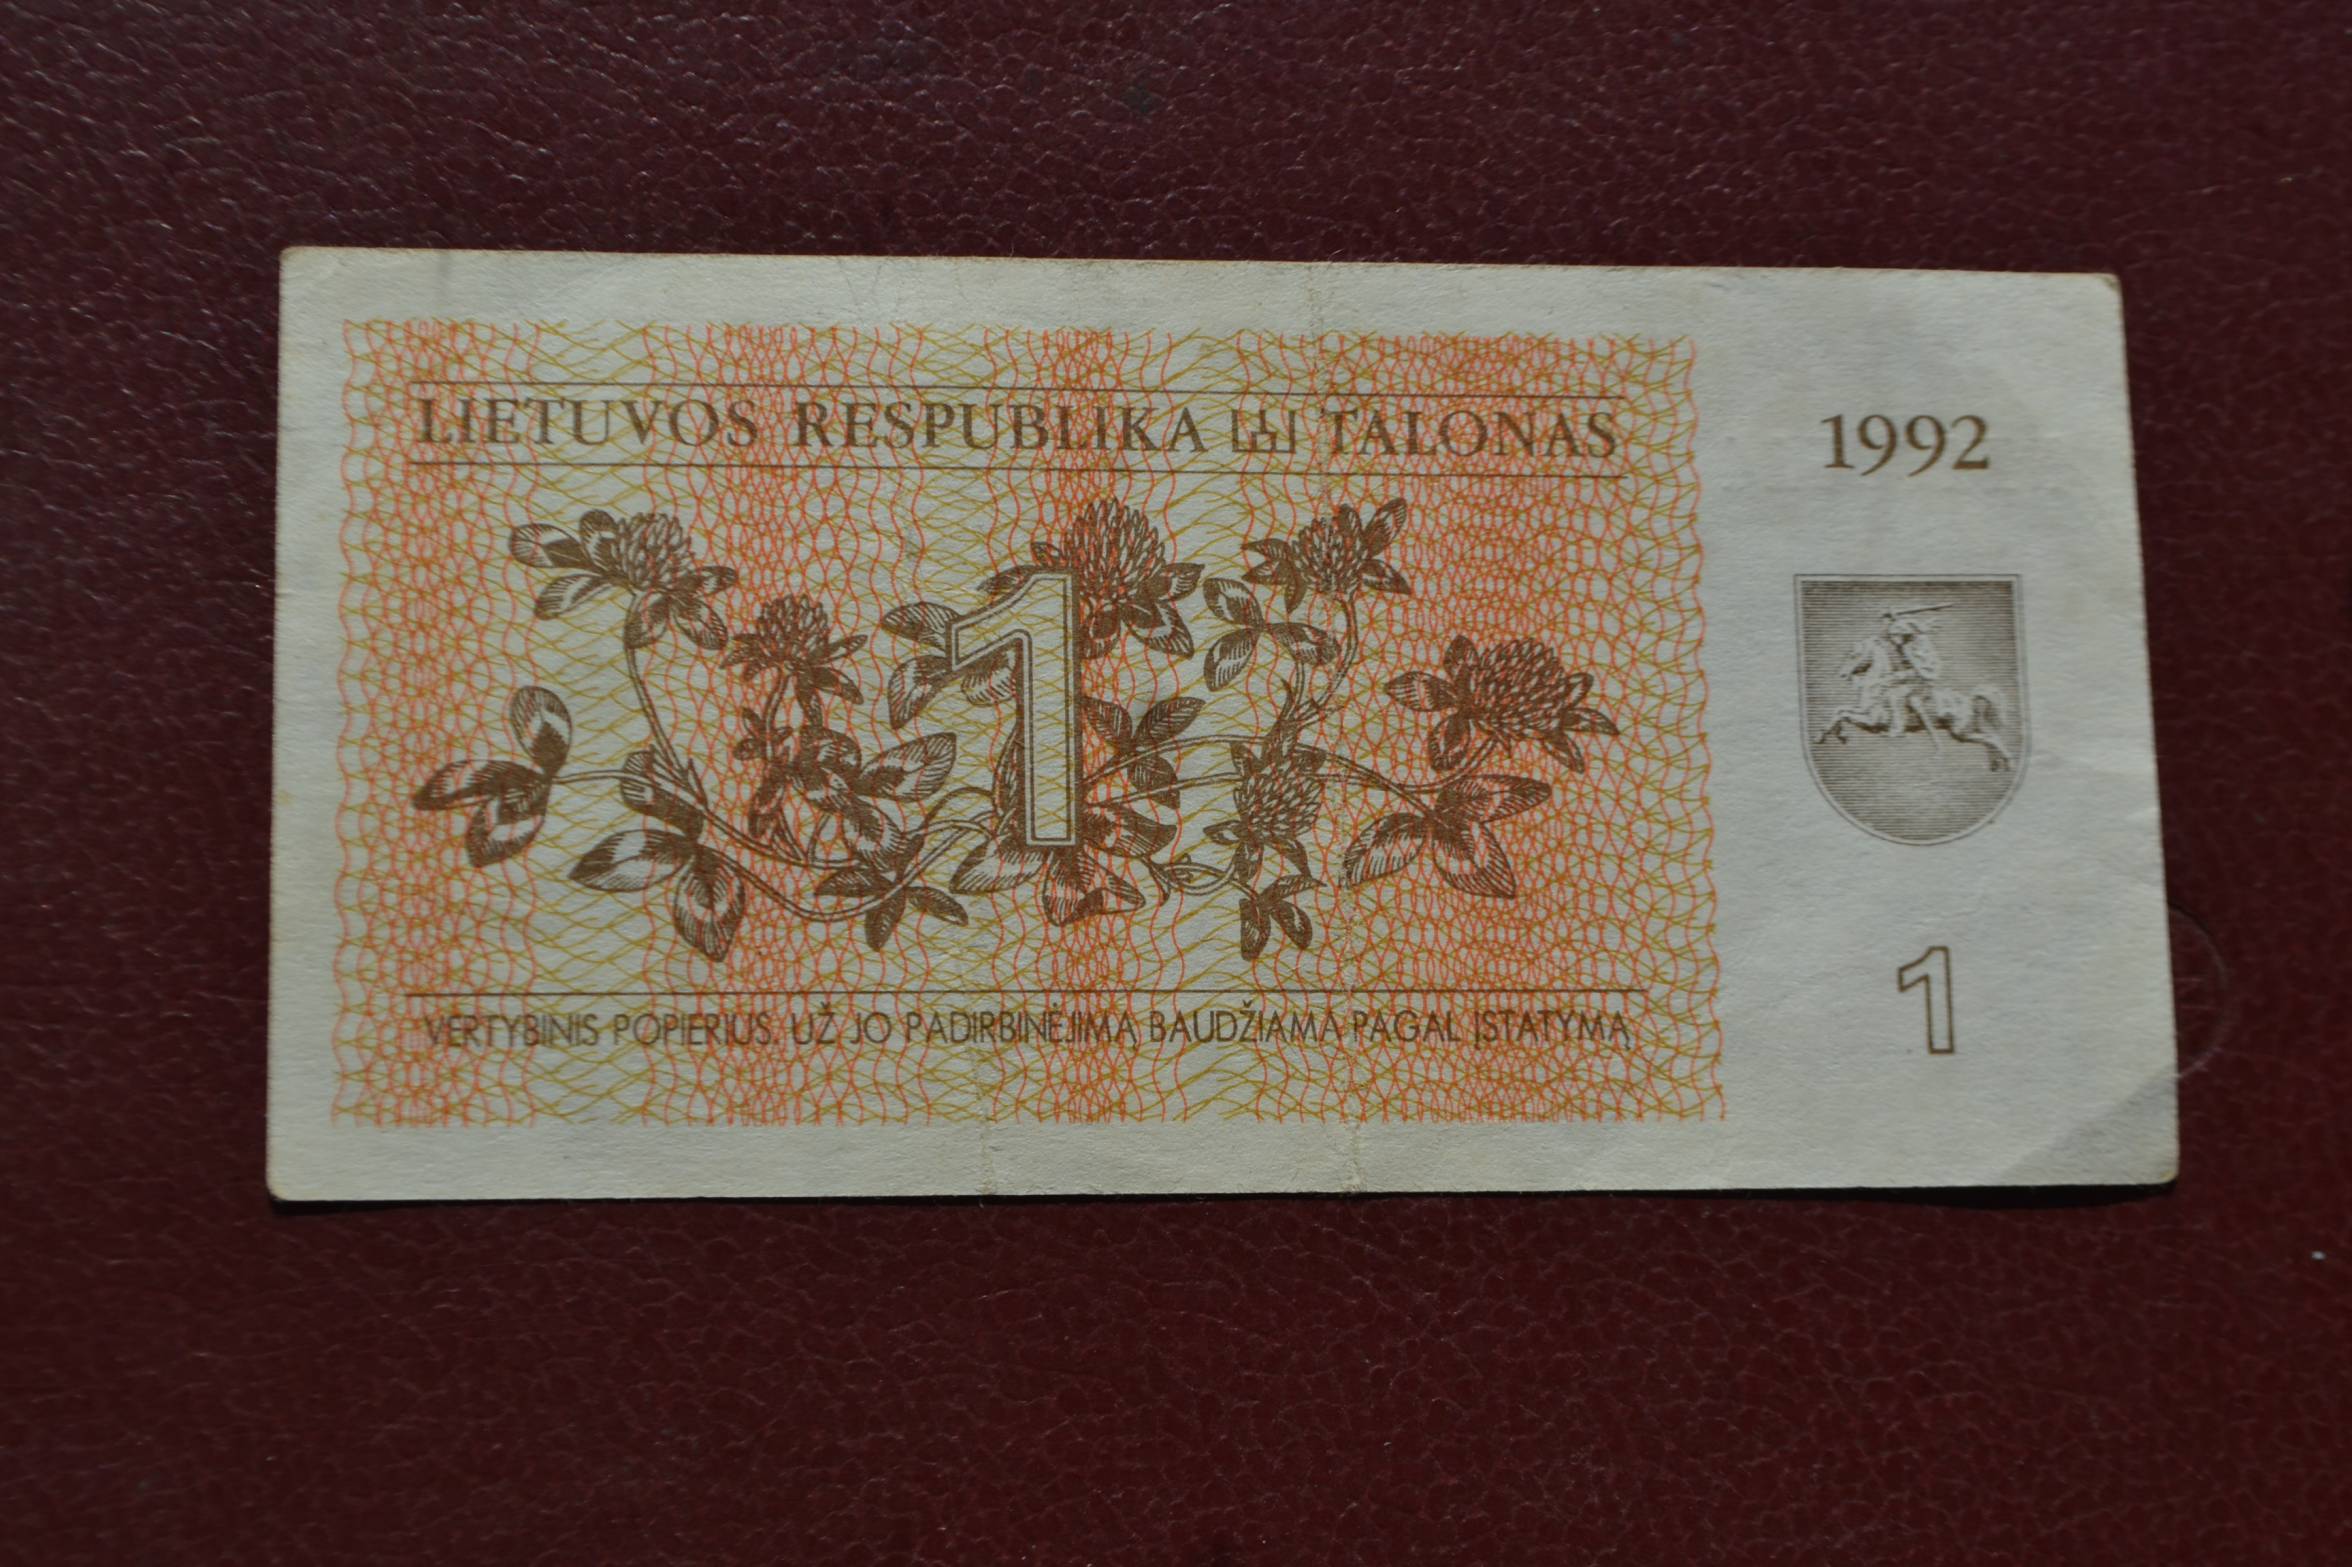 LIETUVOS RESPUBLIKA TALONAS
1992
1
1
VERTYBINIS POPIERIUS. UŽ JO PADIRBINĖJIMĄ BAUDŽIAMA PAGAL ĮSTATYMĄ